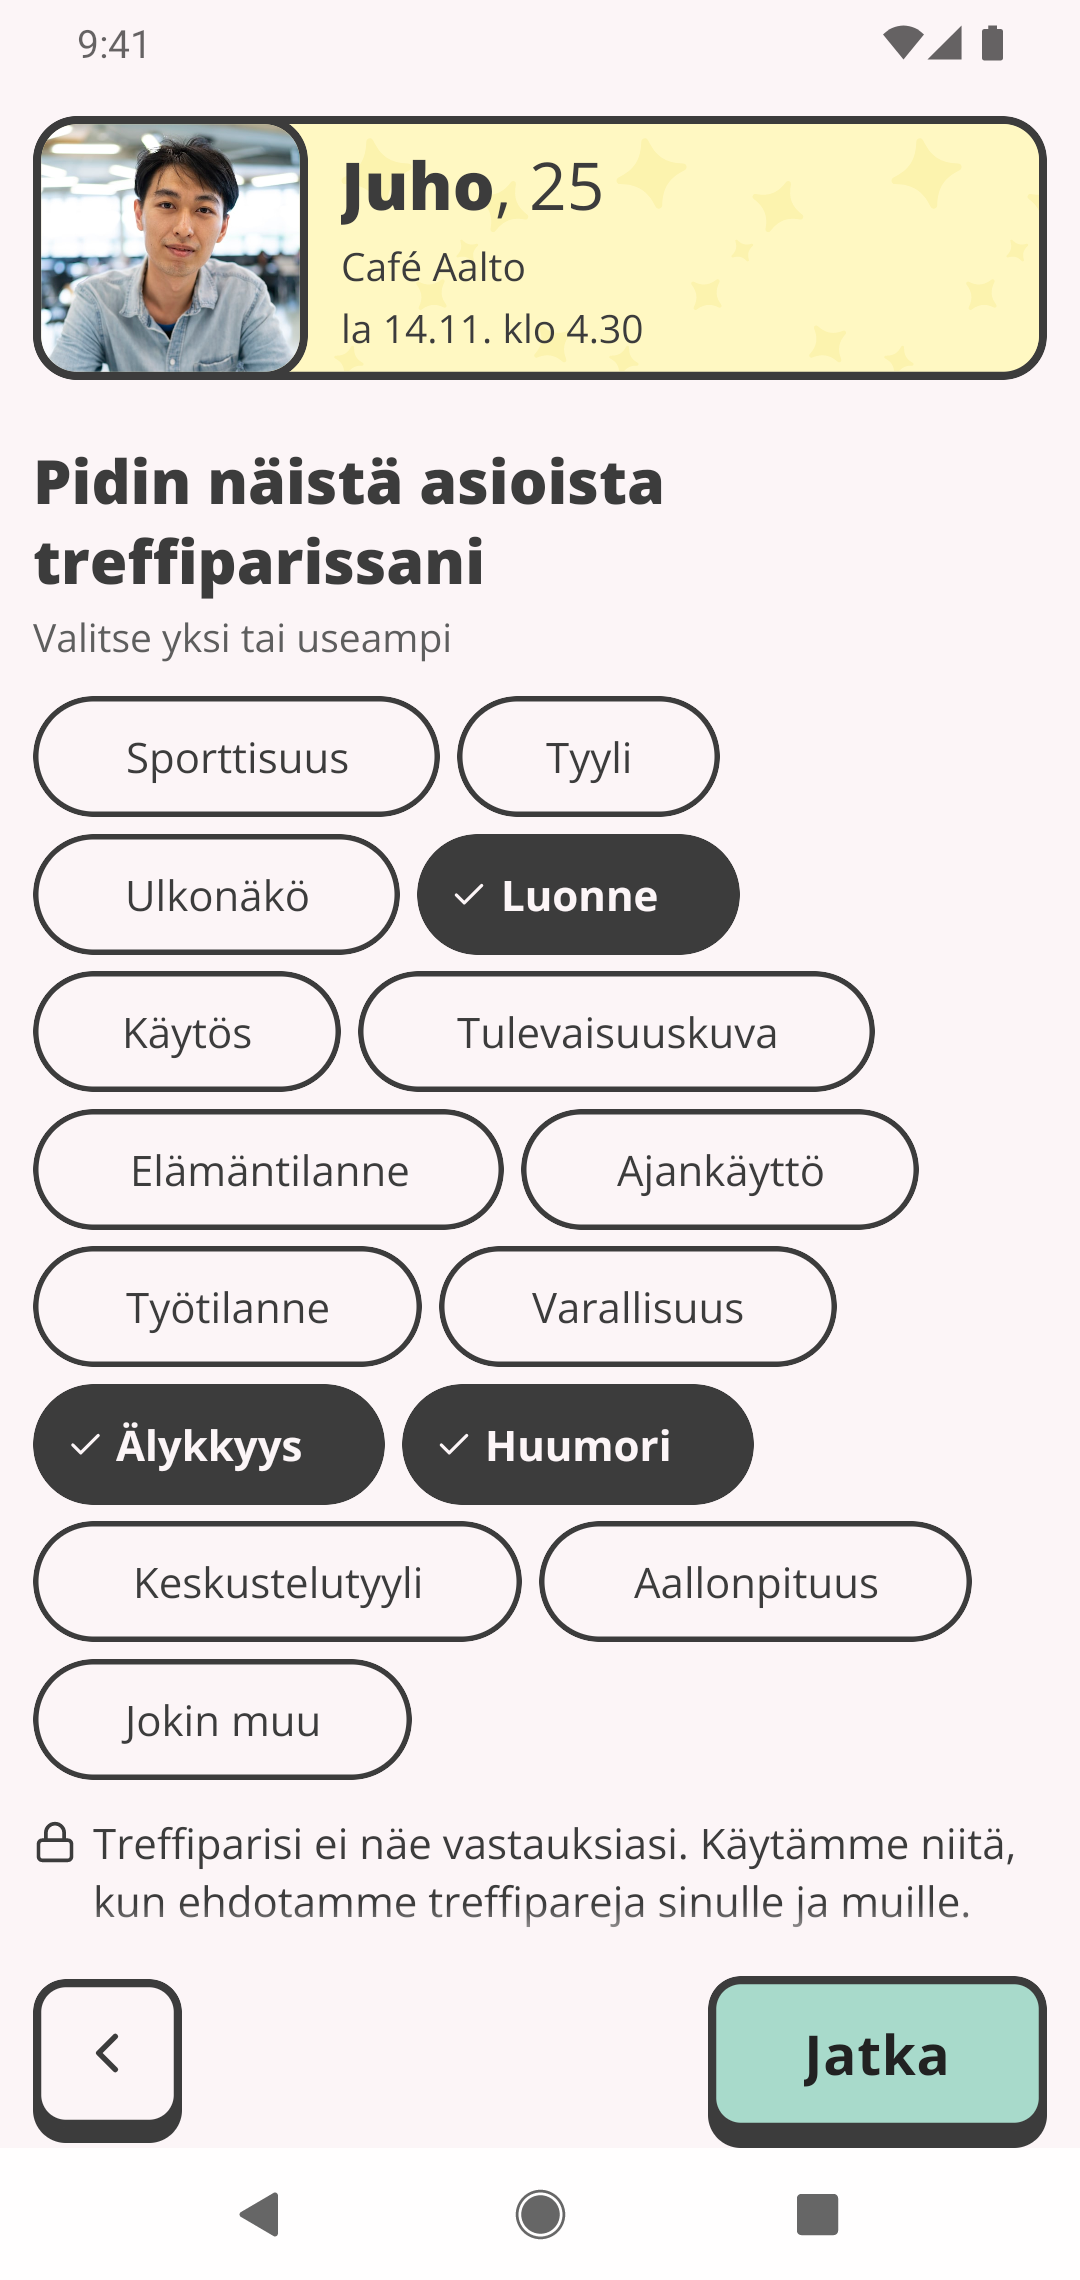 9:41
Juho, 25
Café Aalto
la 14.11. klo 4.30
Pidin näistä asioista
treffiparissani
Valitse yksi tai useampi
Sporttisuus
Tyyli
Ulkonäkö
Luonne
Käytös
Tulevaisuuskuva
Elämäntilanne
Ajankäyttö
Työtilanne
Varallisuus
Älykkyys
Huumori
Keskustelutyyli
Aallonpituus
Jokin muu
Treffiparisi ei näe vastauksiasi. Käytämme niitä,
kun ehdotamme treffipareja sinulle ja muille.
Jatka